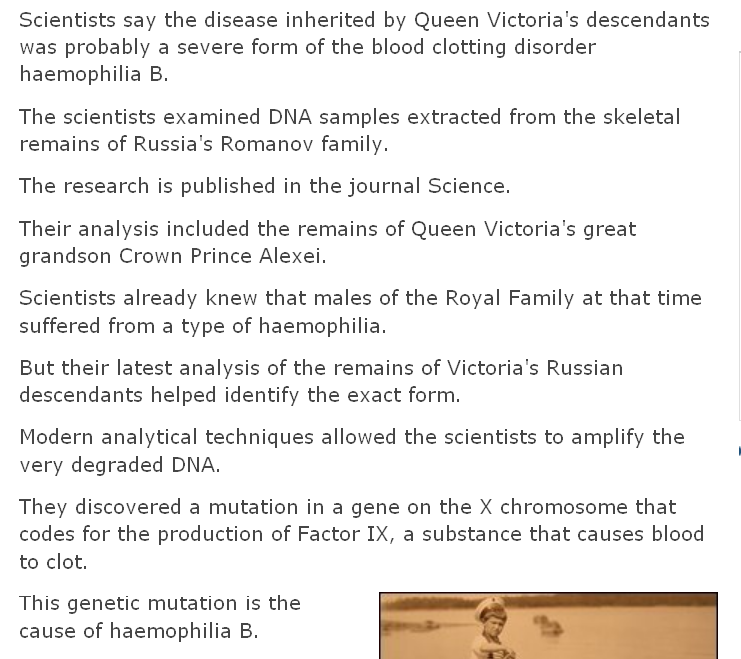 Scientists say the disease inherited by Queen Victoria's descendants
was probably a severe form of the blood clotting disorder
haemophilia B.
The scientists examined DNA samples extracted from the skeletal
remains of Russia's Romanov family.
The research is published in the journal Science.
Their analysis included the remains of Queen Victoria's great
grandson Crown Prince Alexei.
Scientists already knew that males of the Royal Family at that time
suffered from a type of haemophilia.
But their latest analysis of the remains of Victoria's Russian
descendants helped identify the exact form.
Modern analytical techniques allowed the scientists to amplify the
very degraded DNA.
They discovered a mutation in a gene on the X chromosome that
codes for the production of Factor IX, a substance that causes blood
to clot.
This genetic mutation is the
cause of haemophilia B.